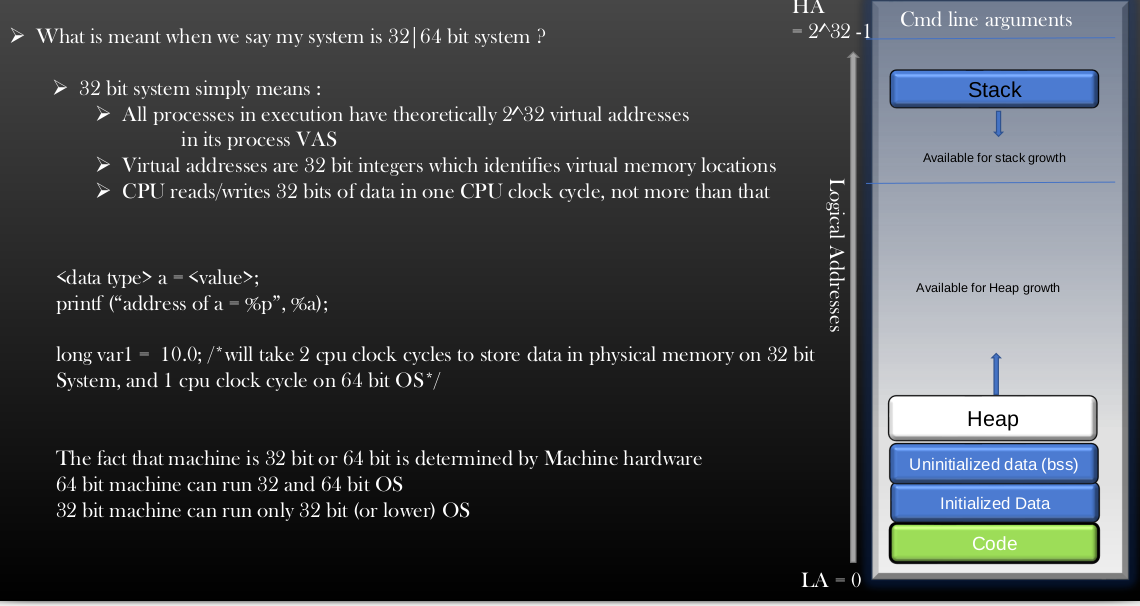 What is meant when we say my system is 32|64 bit system ?
32 bit system simply means :
All processes in execution have theoretically 2^32 virtual addresses
in its process VAS
Virtual addresses are 32 bit integers which identifies virtual memory locations
CPU reads/writes 32 bits of data in one CPU clock cycle, not more than that
<data type> a = <value>;
printf (“address of a = %p”, %a);
long var1 = 10.0; /*will take 2 cpu clock cycles to store data in physical memory on 32 bit
System, and 1 cpu clock cycle on 64 bit OS*/
The fact that machine is 32 bit or 64 bit is determined by Machine hardware
64 bit machine can run 32 and 64 bit OS
32 bit machine can run only 32 bit (or lower) OS
HA
= 2^32 -1
Logical Addresses
LA = 0
Cmd line arguments
Stack
Available for stack growth
Available for Heap growth
Heap
Uninitialized data (bss)
Initialized Data
Code